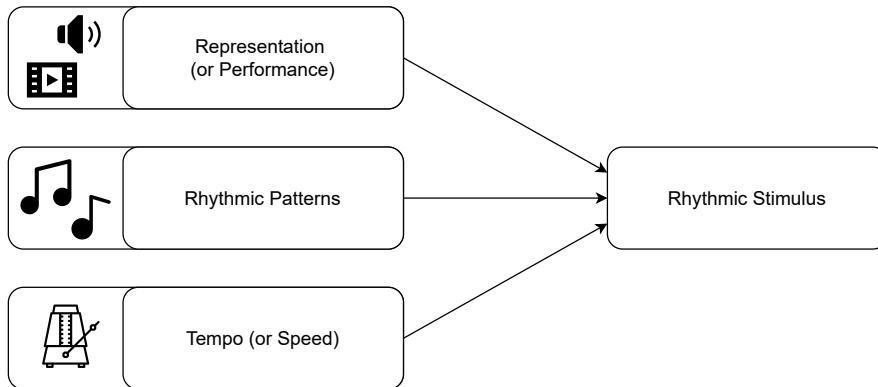 Representation
(or Performance)
Rhythmic Patterns
Rhythmic Stimulus
Tempo (or Speed)